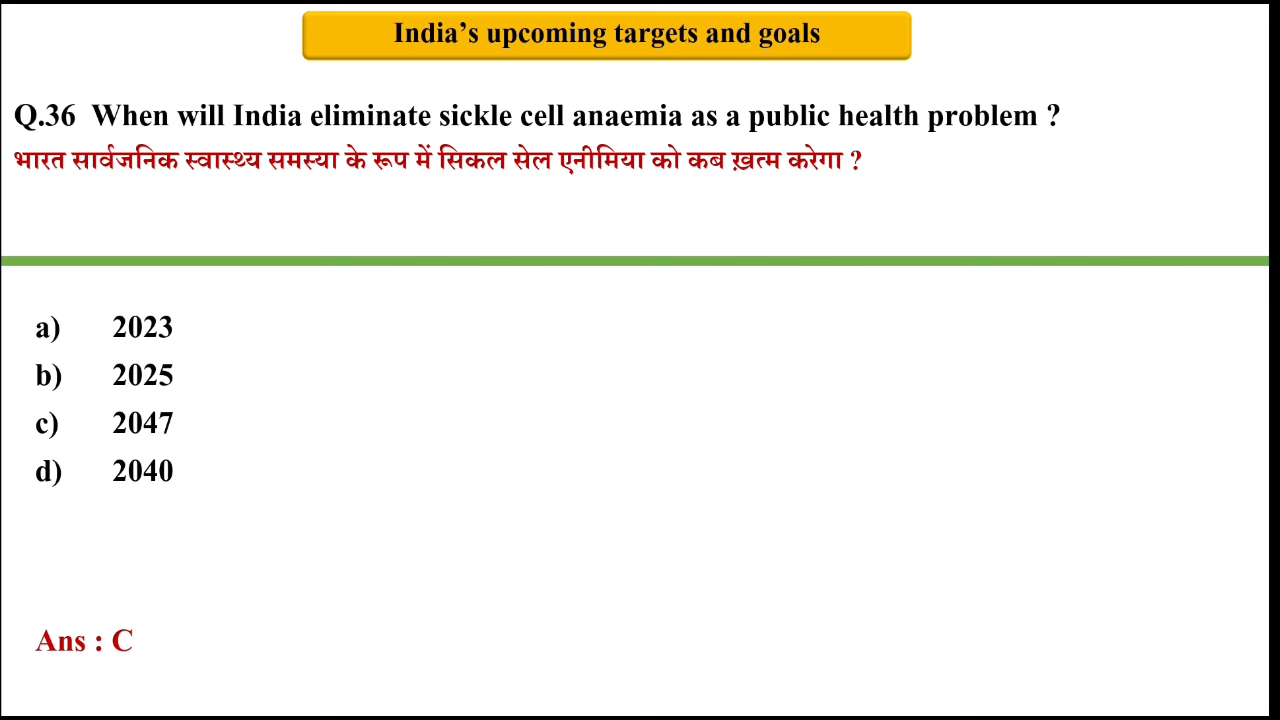 India’s upcoming targets and goals
Q.36 When will India eliminate sickle cell anaemia as a public health problem ?
भारत सार्वजनिक स्वास्थ्य समस्या के रूप में सिकल सेल एनीमिया को कब ख़त्म करेगा ?
a) 2023
b) 2025
c) 2047
d) 2040
Ans : C